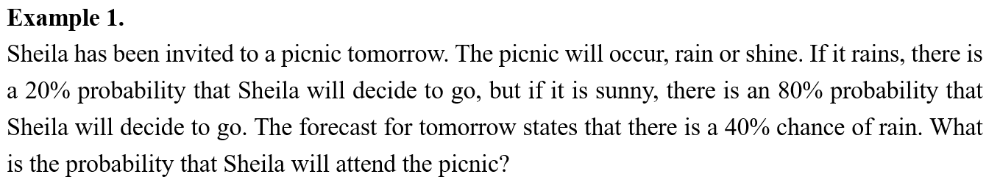 Example 1.
Sheila has been invited to a picnic tomorrow. The picnic will occur, rain or shine. If it rains, there is
a 20% probability that Sheila will decide to go, but if it is sunny, there is an 80% probability that
Sheila will decide to go. The forecast for tomorrow states that there is a 40% chance of rain. What
is the probability that Sheila will attend the picnic?